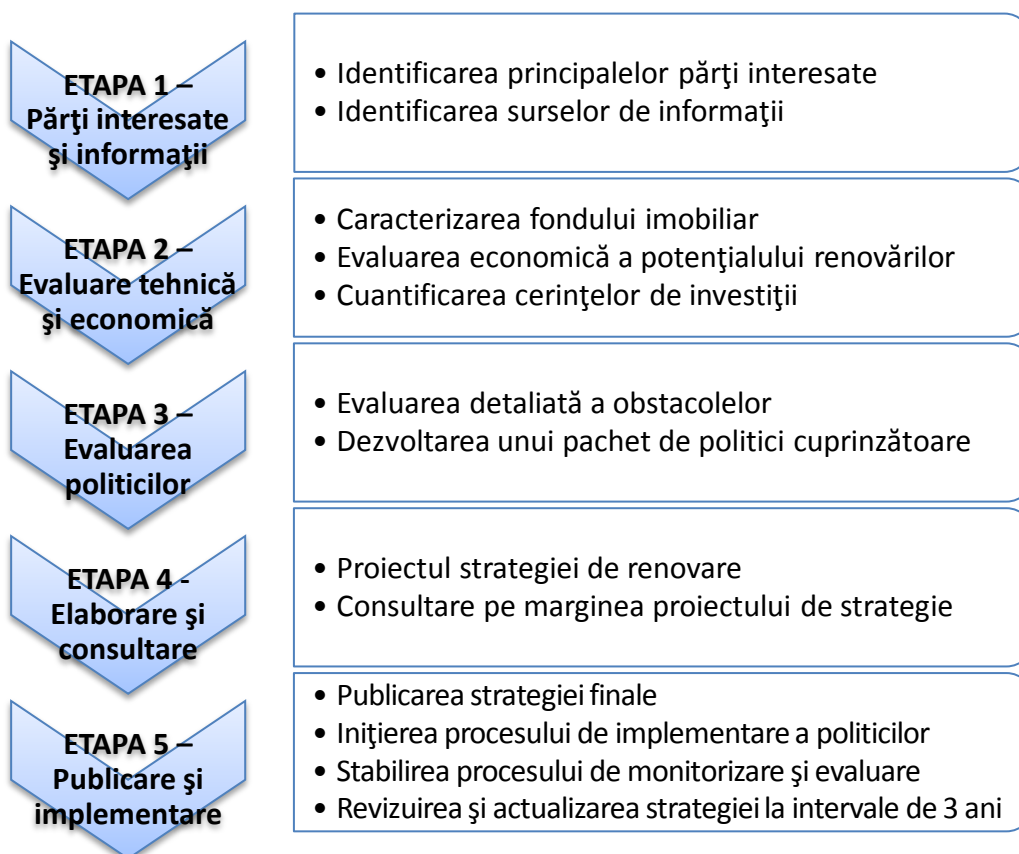 ETAPA 1 –
Părţi interesate
şi informaţii
• Identificarea principalelor părţi interesate
• Identificarea surselor de informaţii
ETAPA 2 –
Evaluare tehnică
şi economică
• Caracterizarea fondului imobiliar
• Evaluarea economică a potenţialului renovărilor
• Cuantificarea cerinţelor de investiţii
ETAPA 3 –
Evaluarea
politicilor
• Evaluarea detaliată a obstacolelor
• Dezvoltarea unui pachet de politici cuprinzătoare
ETAPA 4 -
Elaborare şi
consultare
• Proiectul strategiei de renovare
• Consultare pe marginea proiectului de strategie
ETAPA 5 –
Publicare şi
implementare
• Publicarea strategiei finale
• Iniţierea procesului de implementare a politicilor
• Stabilirea procesului de monitorizare şi evaluare
• Revizuirea şi actualizarea strategiei la intervale de 3 ani